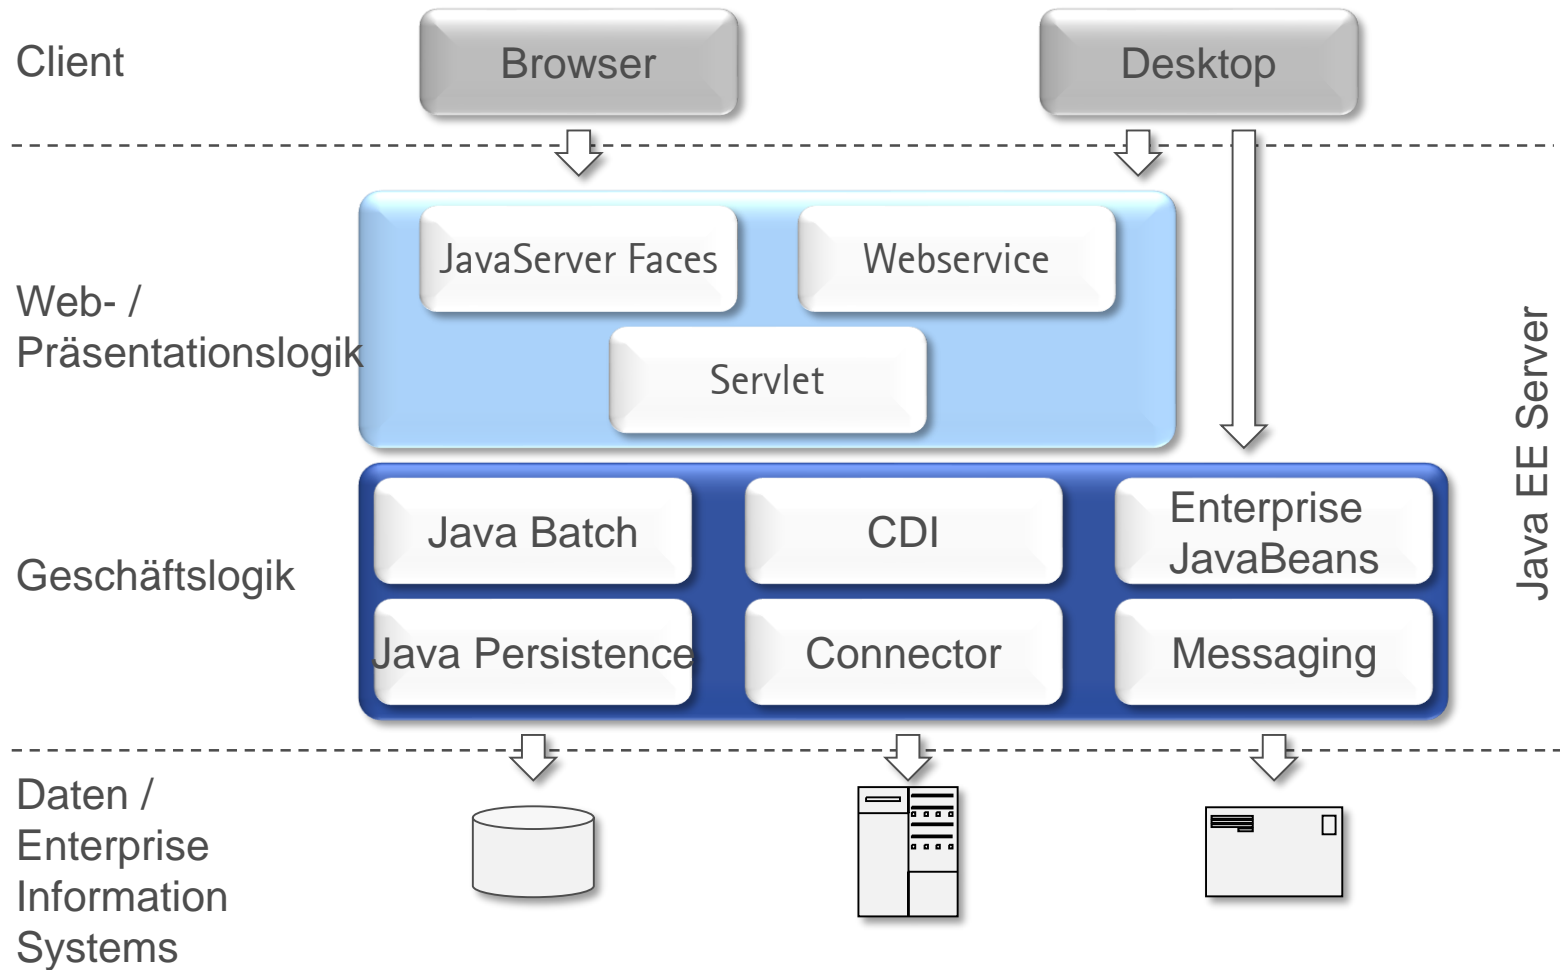 Client
Browser
Desktop
Web- /
Präsentationslogik
JavaServer Faces
Webservice
Servlet
Java EE Server
Geschäftslogik
Java Batch
CDI
Enterprise
JavaBeans
Java Persistence
Connector
Messaging
Daten /
Enterprise
Information
Systems